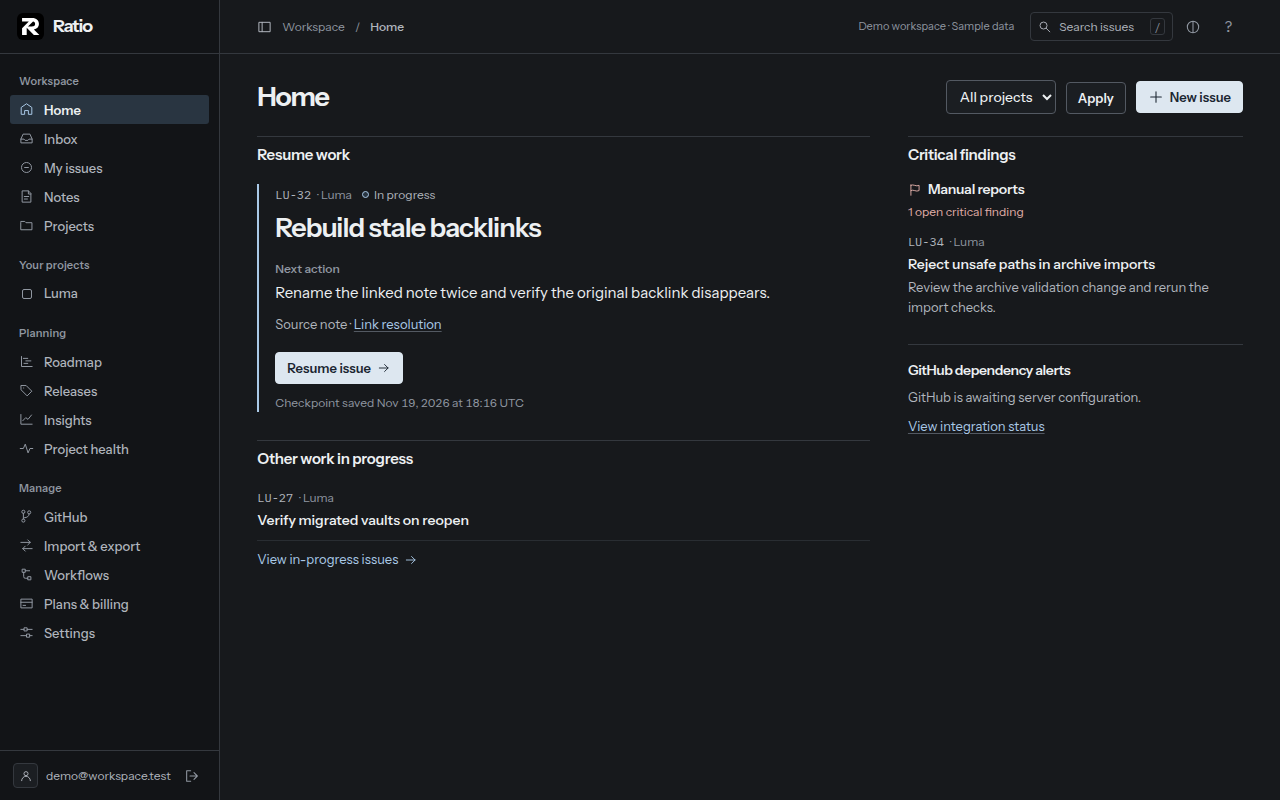 Ratio
Workspace
Home
Inbox
My issues
Notes
Projects
Your projects
Luma
Planning
Roadmap
Releases
Insights
Project health
Manage
GitHub
Import & export
Workflows
Plans & billing
Settings
demo@workspace.test
Workspace / Home
Demo workspace · Sample data
Search issues /
?
Home
All projects
Apply
New issue
Resume work
LU-32 · Luma In progress
Rebuild stale backlinks
Next action
Rename the linked note twice and verify the original backlink disappears.
Source note · Link resolution
Resume issue →
Checkpoint saved Nov 19, 2026 at 18:16 UTC
Other work in progress
LU-27 · Luma
Verify migrated vaults on reopen
View in-progress issues →
Critical findings
Manual reports
1 open critical finding
LU-34 · Luma
Reject unsafe paths in archive imports
Review the archive validation change and rerun the
import checks.
GitHub dependency alerts
GitHub is awaiting server configuration.
View integration status